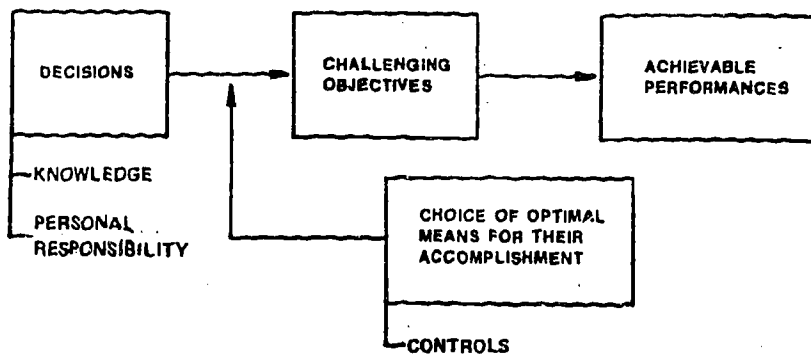 DECISIONS
CHALLENGING
OBJECTIVES
ACHIEVABLE
PERFORMANCES
KNOWLEDGE
PERSONAL
RESPONSIBILITY
CHOICE OF OPTIMAL
MEANS FOR THEIR
ACCOMPLISHMENT
CONTROLS